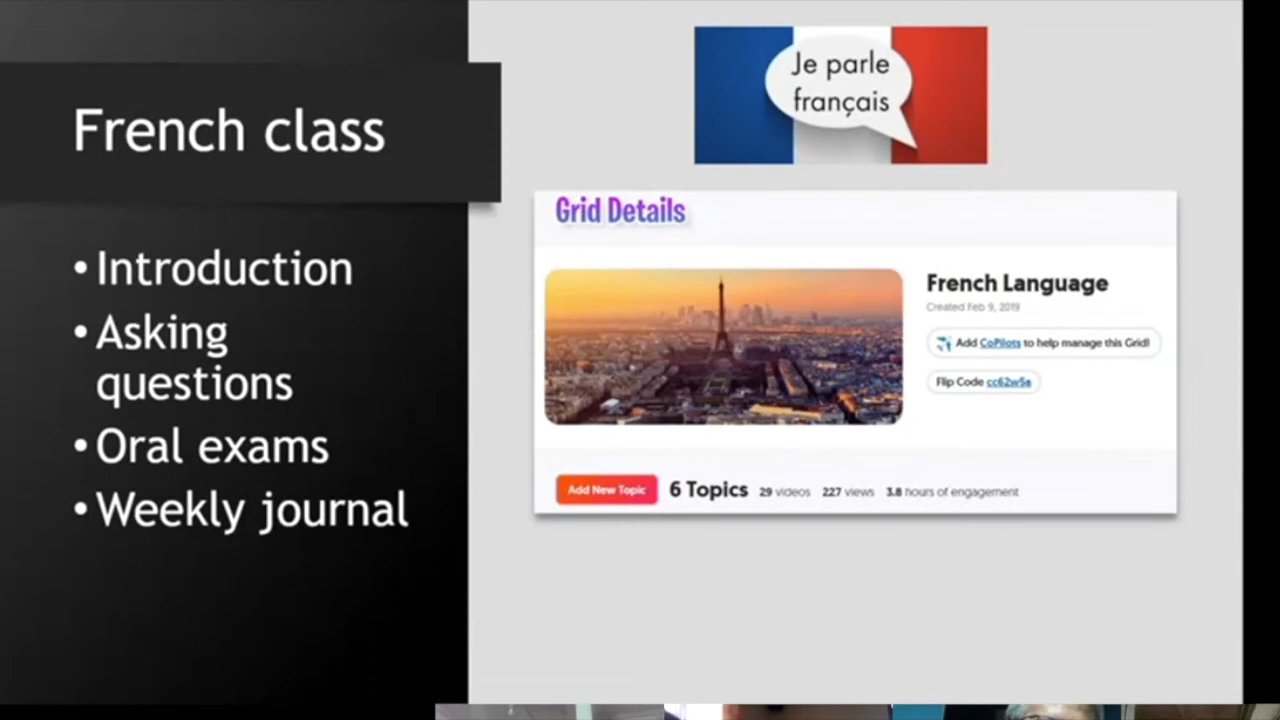 French class
• Introduction
• Asking
questions
• Oral exams
• Weekly journal
Je parle
français
Grid Details
French Language
Created Feb 9, 2019
Add CoPilots to help manage this Grid!
Flip Code cc62w5a
Add New Topic 6 Topics 29 videos 227 views 3.8 hours of engagement